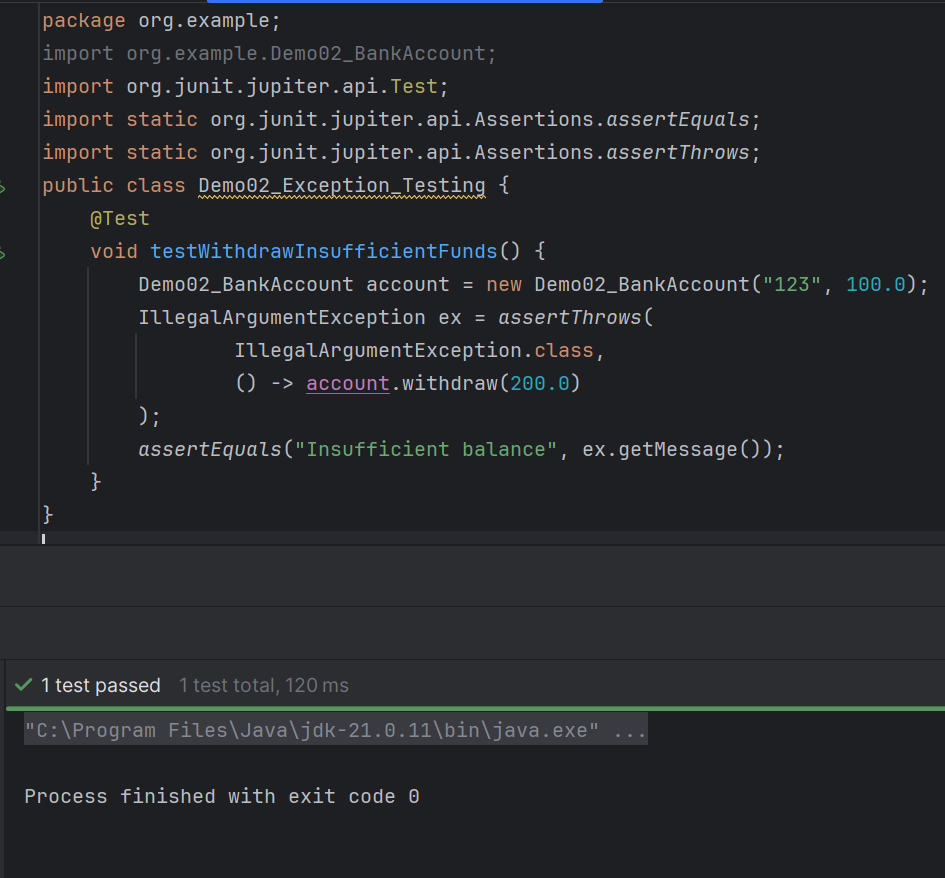 package org.example;
import org.example.Demo02_BankAccount;
import org.junit.jupiter.api.Test;
import static org.junit.jupiter.api.Assertions.assertEquals;
import static org.junit.jupiter.api.Assertions.assertThrows;
public class Demo02_Exception_Testing {
    @Test
    void testWithdrawInsufficientFunds() {
        Demo02_BankAccount account = new Demo02_BankAccount("123", 100.0);
        IllegalArgumentException ex = assertThrows(
                IllegalArgumentException.class,
                () -> account.withdraw(200.0)
        );
        assertEquals("Insufficient balance", ex.getMessage());
    }
}
1 test passed 1 test total, 120 ms
"C:\Program Files\Java\jdk-21.0.11\bin\java.exe" ...
Process finished with exit code 0